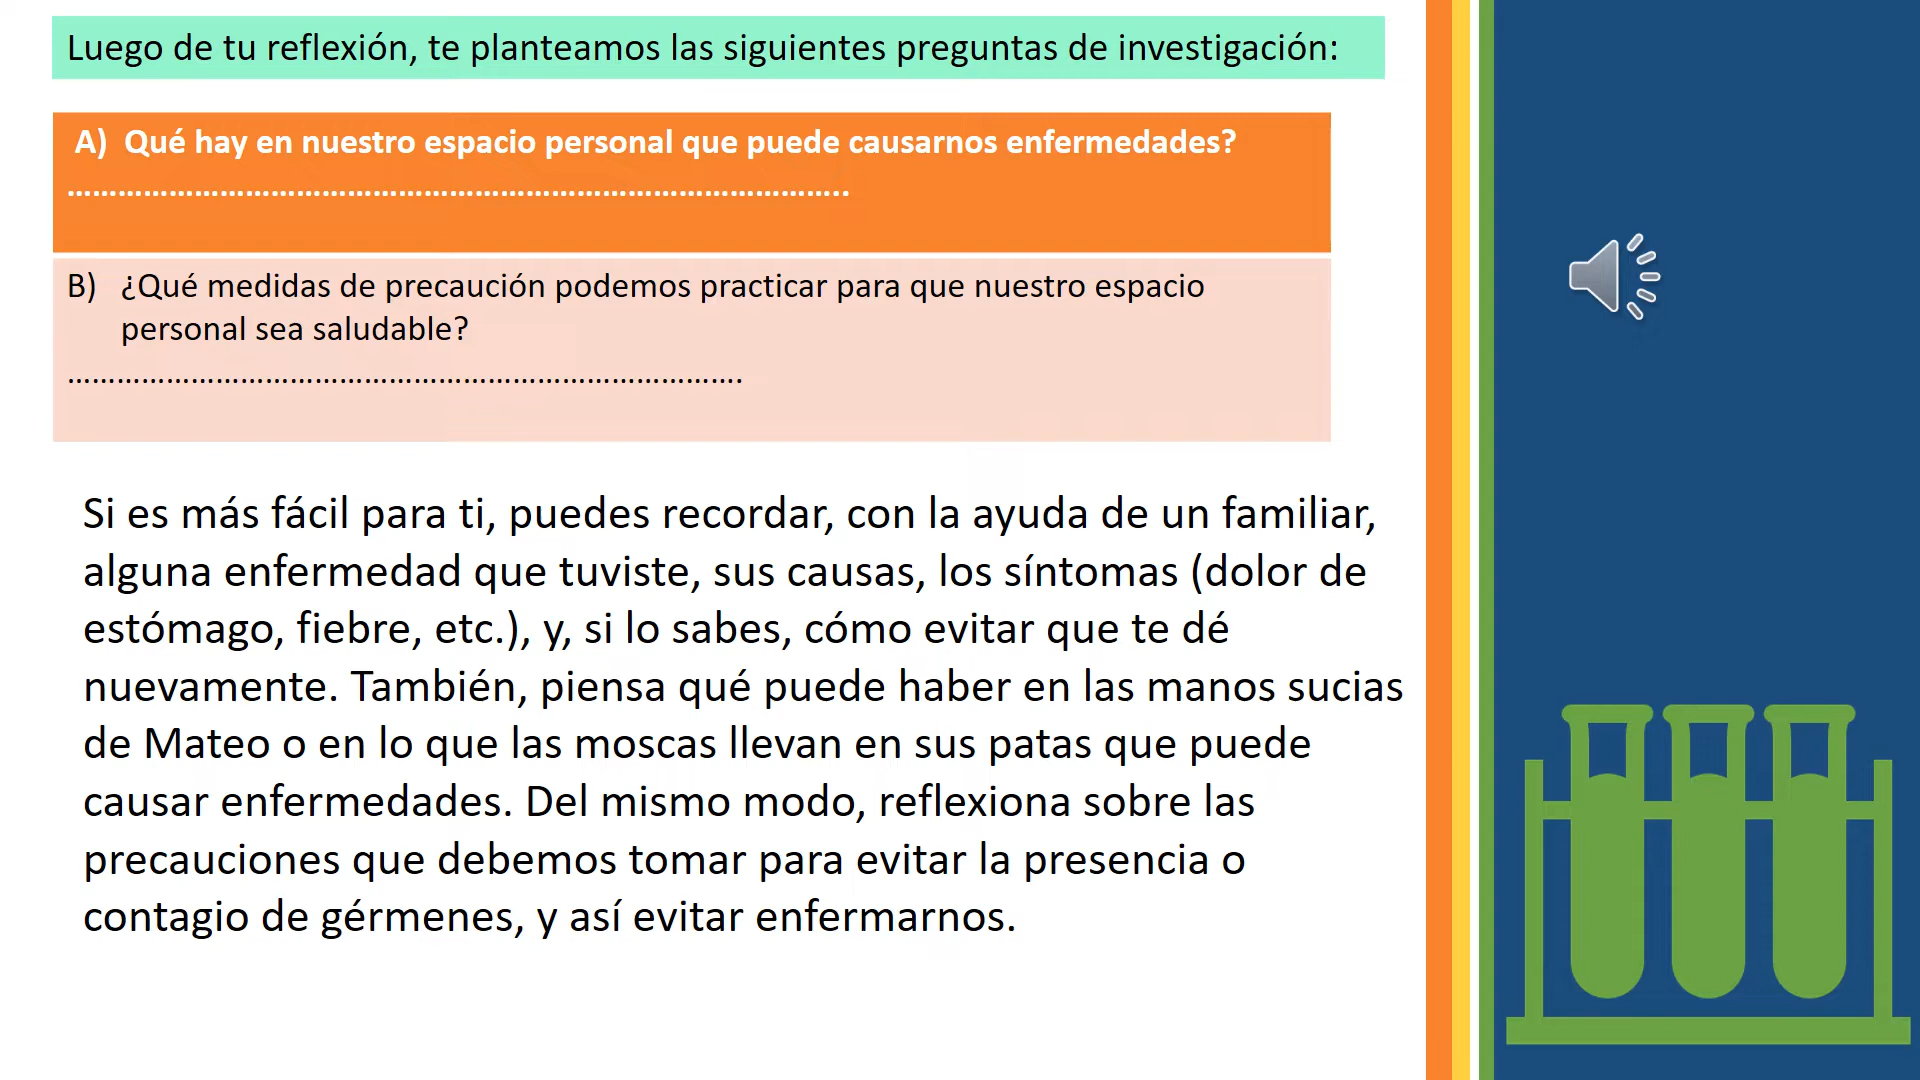 Luego de tu reflexión, te planteamos las siguientes preguntas de investigación:
A) Qué hay en nuestro espacio personal que puede causarnos enfermedades?
……………………………………………………………………………..
B) ¿Qué medidas de precaución podemos practicar para que nuestro espacio
personal sea saludable?
……………………………………………………………………….
Si es más fácil para ti, puedes recordar, con la ayuda de un familiar,
alguna enfermedad que tuviste, sus causas, los síntomas (dolor de
estómago, fiebre, etc.), y, si lo sabes, cómo evitar que te dé
nuevamente. También, piensa qué puede haber en las manos sucias
de Mateo o en lo que las moscas llevan en sus patas que puede
causar enfermedades. Del mismo modo, reflexiona sobre las
precauciones que debemos tomar para evitar la presencia o
contagio de gérmenes, y así evitar enfermarnos.